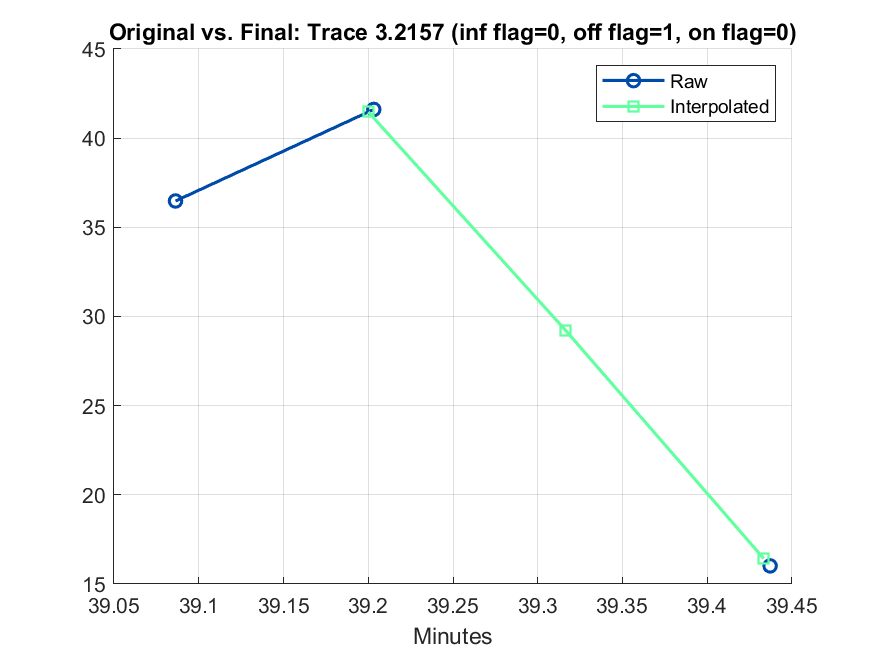 Original vs. Final: Trace 3.2157 (inf flag=0, off flag=1, on flag=0)
45
40
35
30
25
20
15
Raw
Interpolated
39.05 39.1 39.15 39.2 39.25 39.3 39.35 39.4 39.45
Minutes